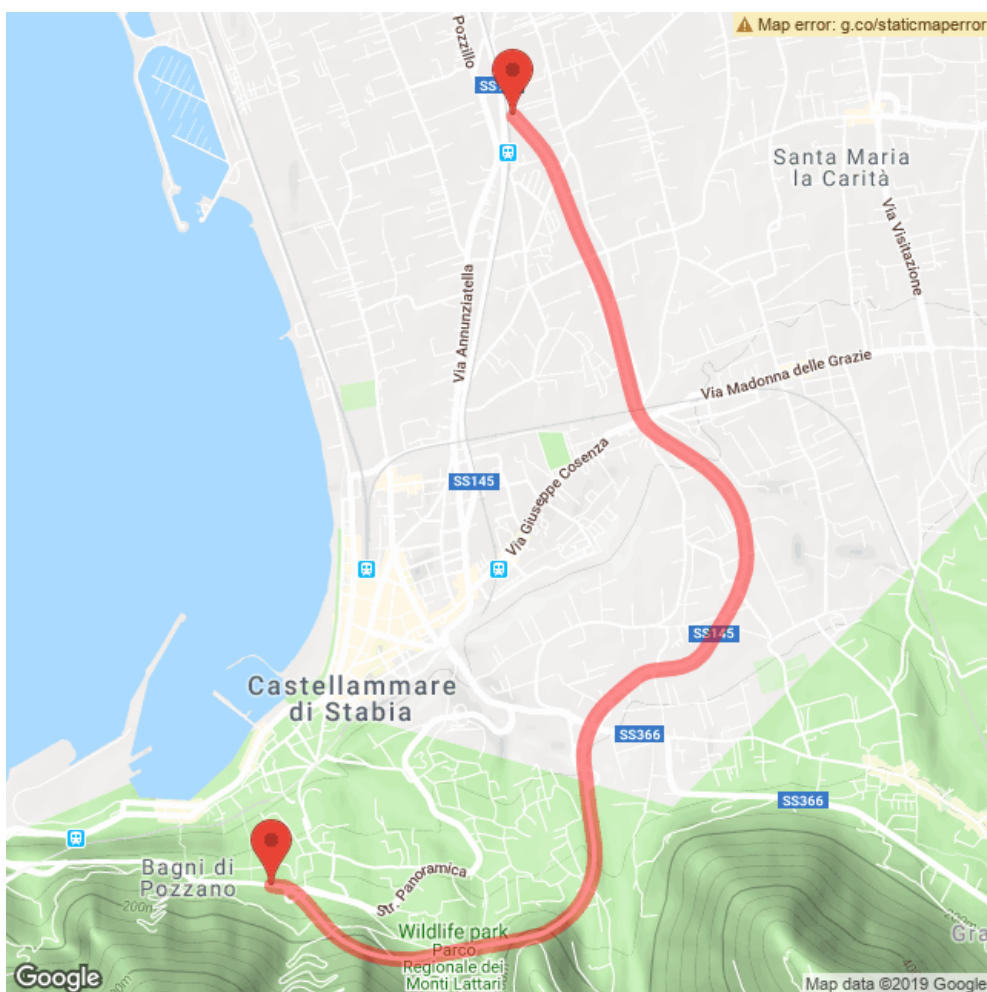 Map error: g.co/staticmaperror
Pozzillo
Santa Maria
la Carità
Via Visitazione
Via Annunziatella
Via Madonna delle Grazie
Via Giuseppe Cosenza
SS145
SS145
Castellammare
di Stabia
SS366
SS366
Bagni di
Pozzano
200m
Str. Panoramica
Wildlife park
Parco
Regionale dei
Monti Lattari
200m
Gra
Google
Map data ©2019 Google